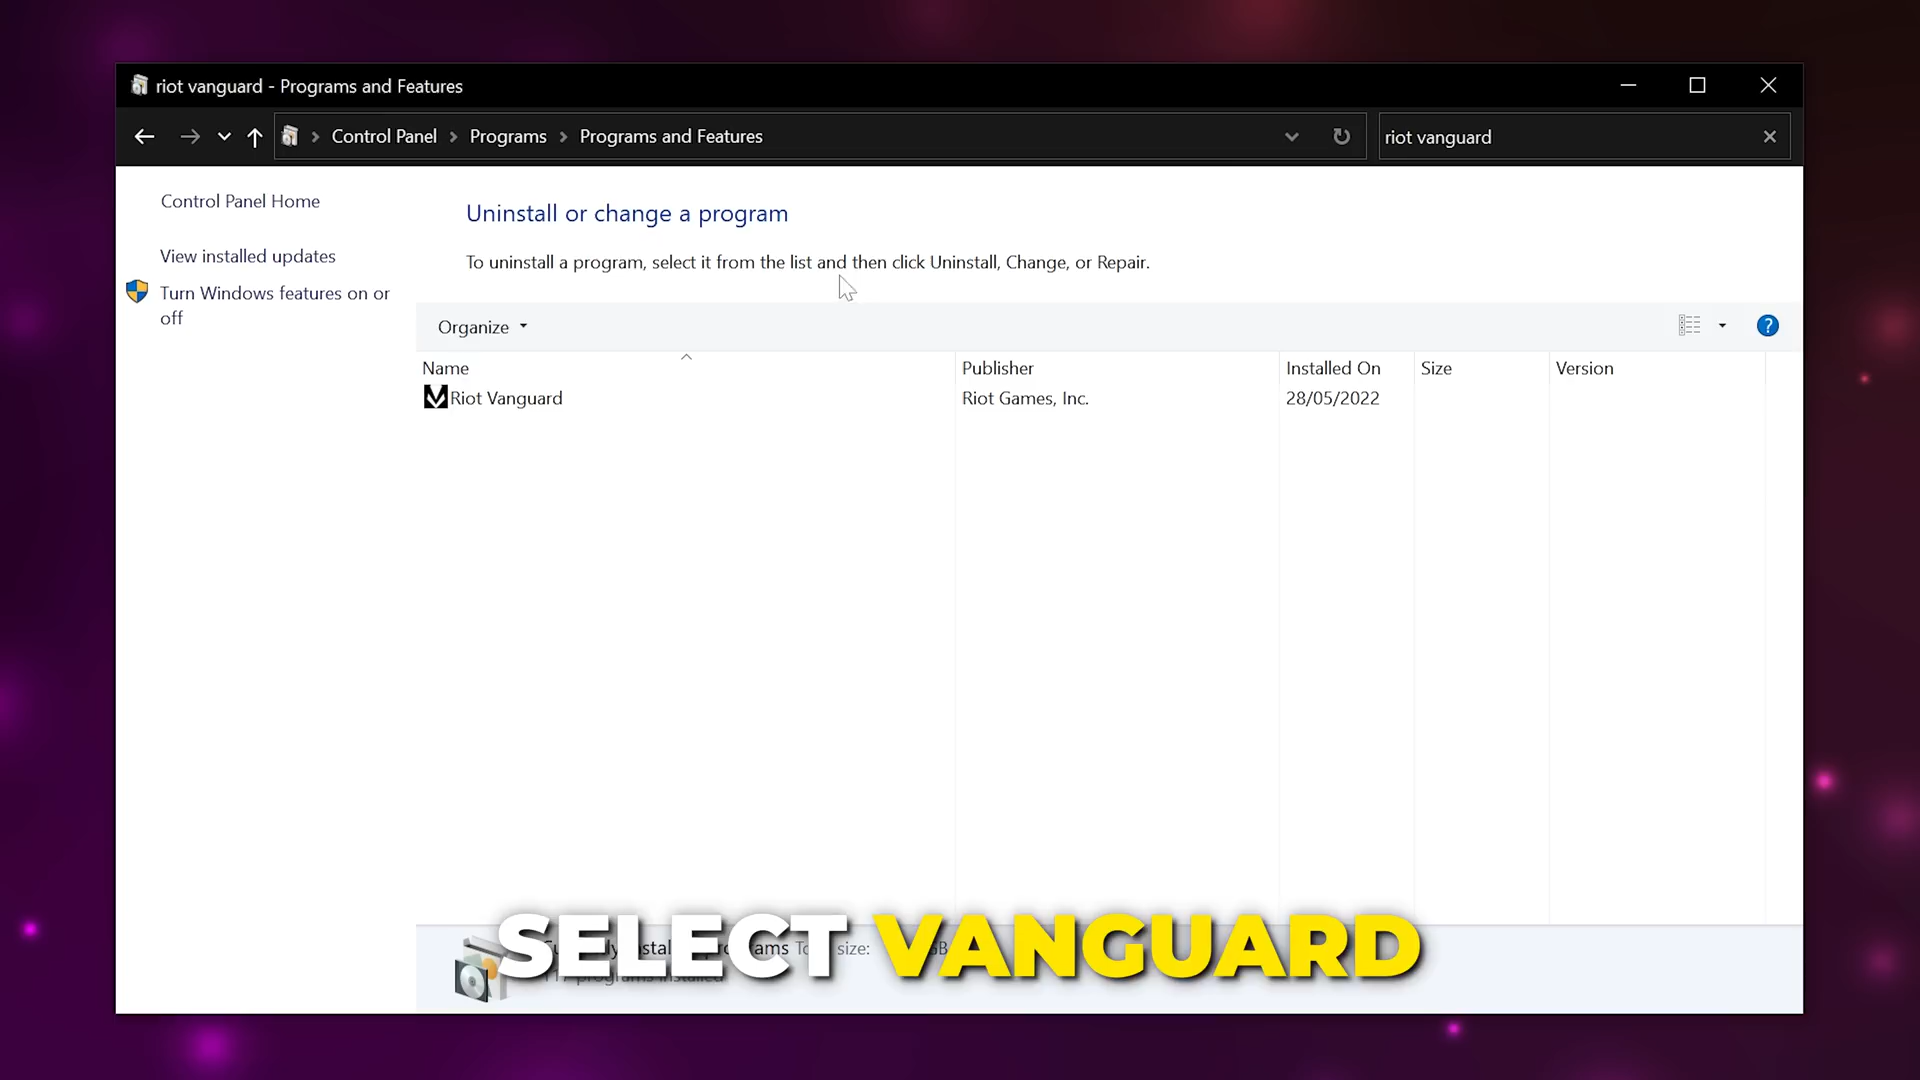 riot vanguard - Programs and Features
Control Panel > Programs > Programs and Features
riot vanguard
Control Panel Home
View installed updates
Turn Windows features on or
off
Uninstall or change a program
To uninstall a program, select it from the list and then click Uninstall, Change, or Repair.
Organize
Name Publisher Installed On Size Version
Riot Vanguard Riot Games, Inc. 28/05/2022
SELECT VANGUARD
size:
programs installed